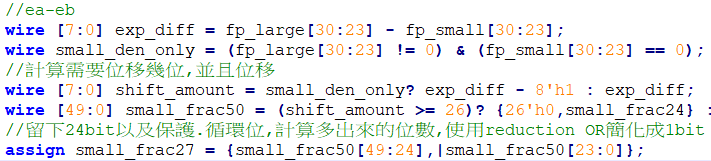 //ea-eb
wire [7:0] exp_diff = fp_large[30:23] - fp_small[30:23];
wire small_den_only = (fp_large[30:23] != 0) & (fp_small[30:23] == 0);
//計算需要位移幾位,並且位移
wire [7:0] shift_amount = small_den_only? exp_diff - 8'h1 : exp_diff;
wire [49:0] small_frac50 = (shift_amount >= 26)? {26'h0,small_frac24} :
//留下24bit以及保護.循環位,計算多出來的位數,使用reduction OR簡化成1bit
assign small_frac27 = {small_frac50[49:24],|small_frac50[23:0]};